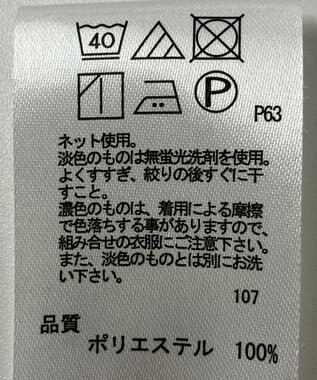 40
P
P63
ネット使用。
淡色のものは無蛍光洗剤を使用。
よくすすぎ、絞りの後すぐに干
すこと。
濃色のものは、着用による摩擦
で色落ちする事がありますので、
組み合せの衣服にご注意下さい。
また、淡色のものとは別にお洗
い下さい。
107
品質
ポリエステル 100%